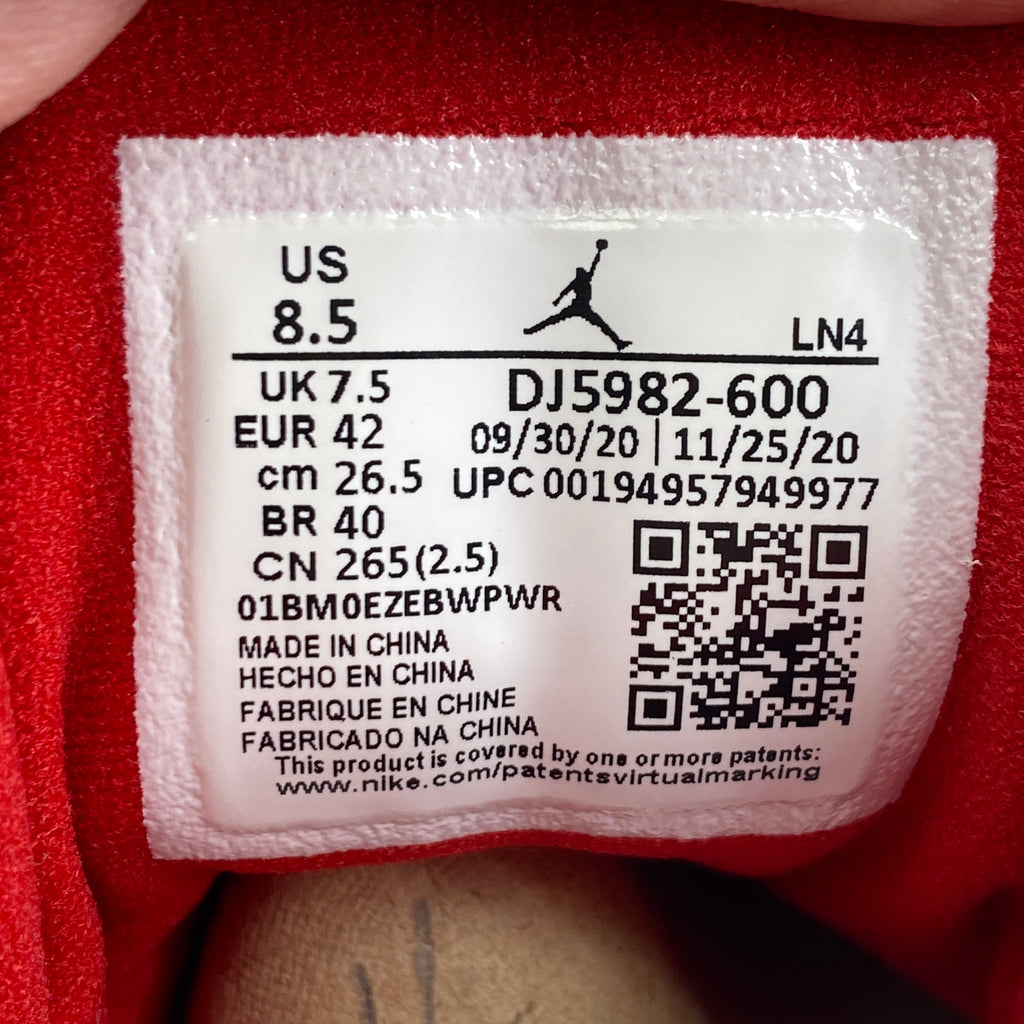 US
8.5
LN4
UK 7.5
DJ5982-600
EUR 42
09/30/20 | 11/25/20
cm 26.5
UPC 00194957949977
BR 40
CN 265(2.5)
01BM0EZEBWPWR
MADE IN CHINA
HECHO EN CHINA
FABRIQUE EN CHINE
FABRICADO NA CHINA
This product is covered by one or more patents:
www.nike.com/patentsvirtualmarking